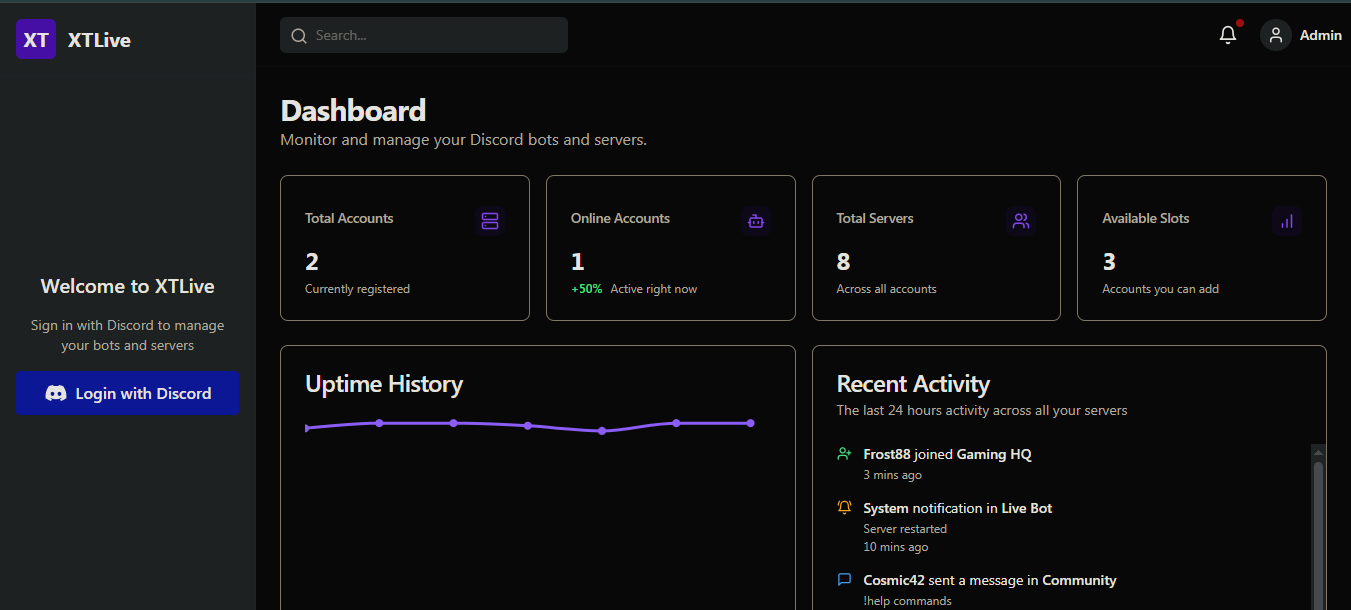 XT XTLive
Search...
Admin
Welcome to XTLive
Sign in with Discord to manage
your bots and servers
Login with Discord
Dashboard
Monitor and manage your Discord bots and servers.
Total Accounts
2
Currently registered
Online Accounts
1
+50% Active right now
Total Servers
8
Across all accounts
Available Slots
3
Accounts you can add
Uptime History
Recent Activity
The last 24 hours activity across all your servers
Frost88 joined Gaming HQ
3 mins ago
System notification in Live Bot
Server restarted
10 mins ago
Cosmic42 sent a message in Community
!help commands